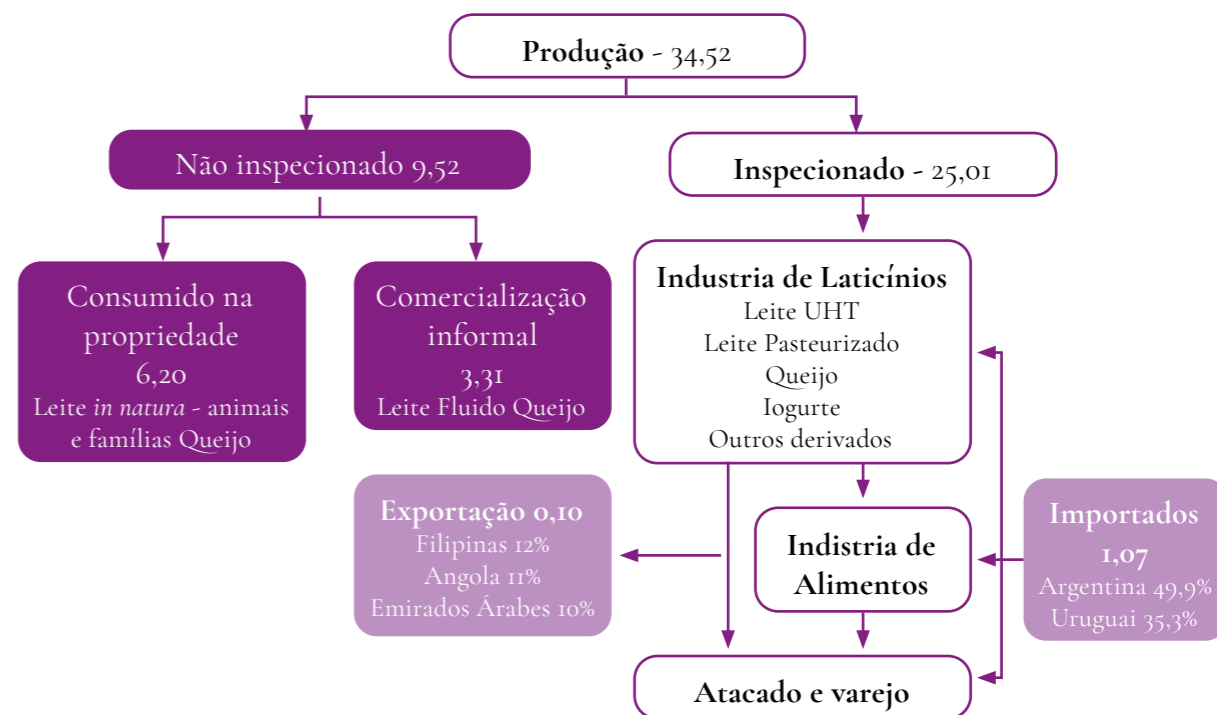 Produção - 34,52
Não inspecionado 9,52
Inspecionado - 25,01
Consumido na
propriedade
6,20
Leite in natura - animais
e famílias Queijo
Comercialização
informal
3,31
Leite Fluido Queijo
Industria de Laticínios
Leite UHT
Leite Pasteurizado
Queijo
Iogurte
Outros derivados
Exportação 0,10
Filipinas 12%
Angola 11%
Emirados Árabes 10%
Indistria de
Alimentos
Importados
1,07
Argentina 49,9%
Uruguai 35,3%
Atacado e varejo